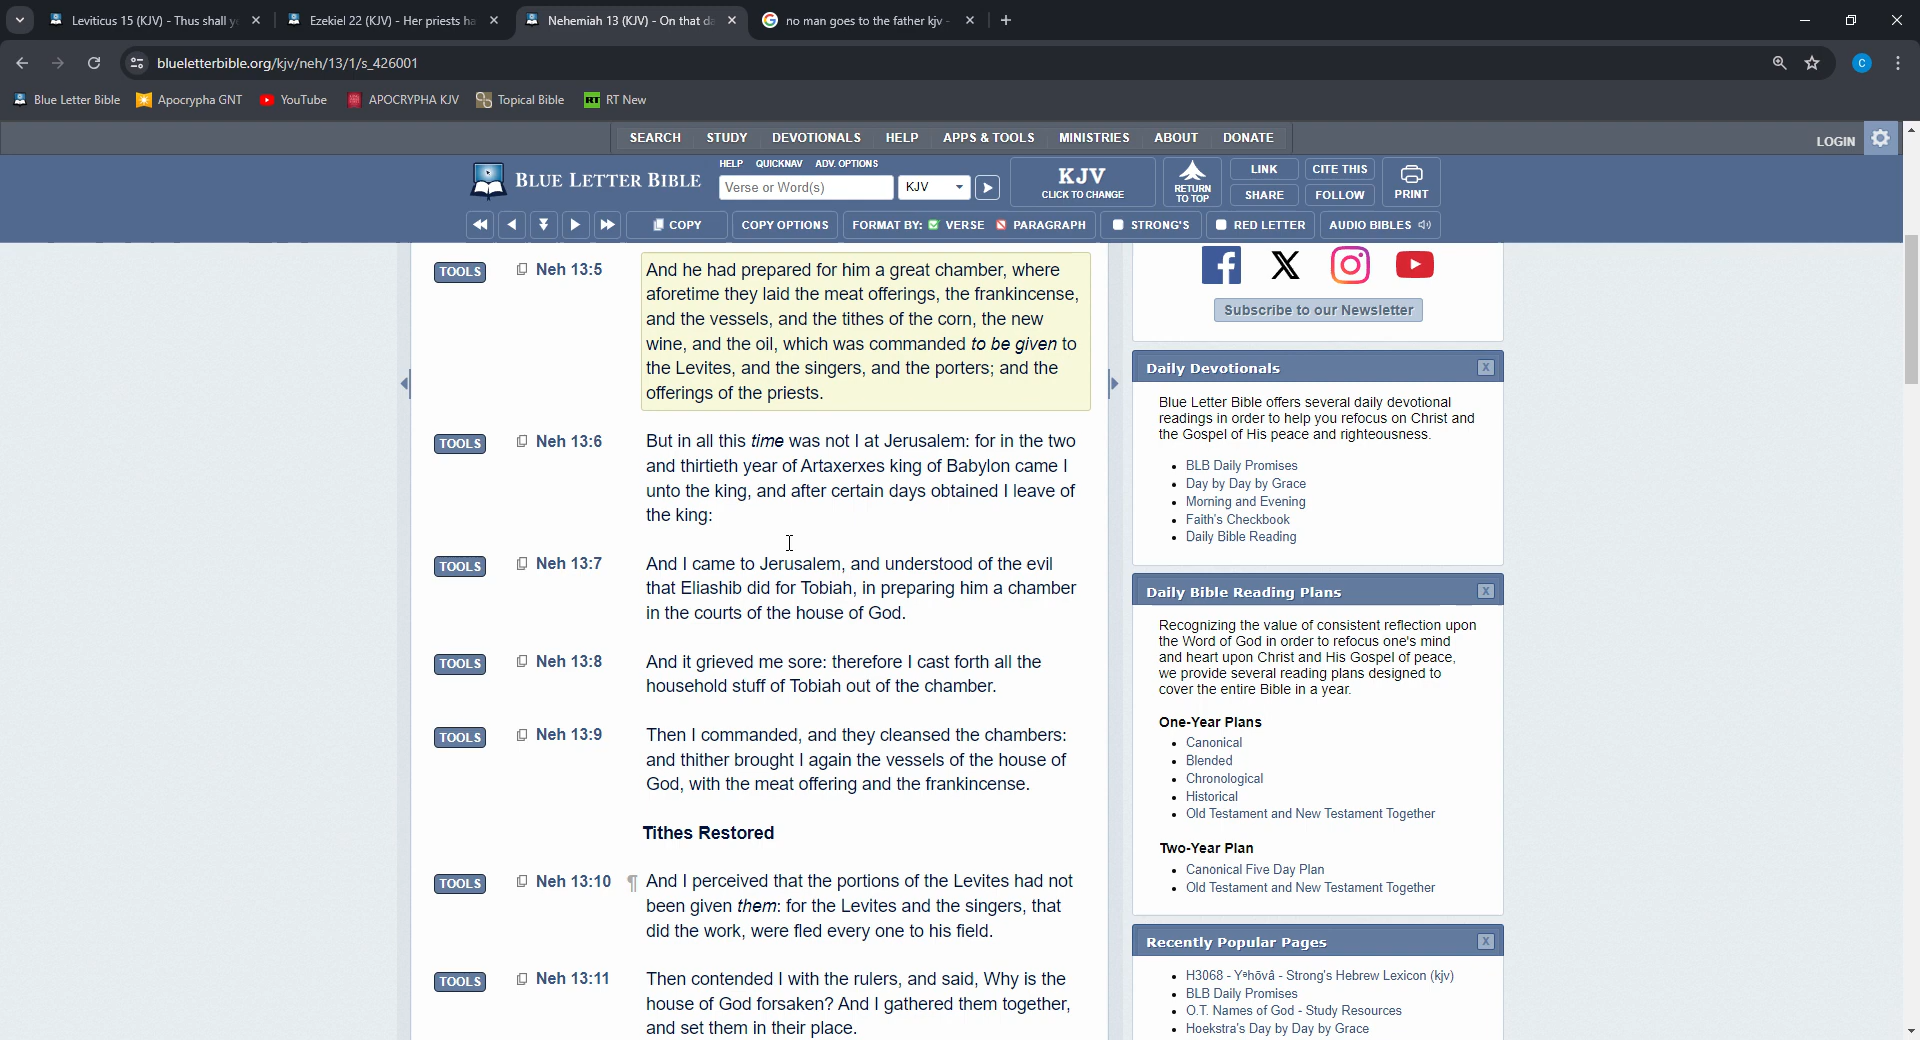 Leviticus 15 (KJV) - Thus shall y
Ezekiel 22 (KJV) - Her priests ha
Nehemiah 13 (KJV) - On that da
no man goes to the father kjv -
blueletterbible.org/kjv/neh/13/1/s_426001
C
Blue Letter Bible
Apocrypha GNT
YouTube
APOCRYPHA KJV
Topical Bible
RT New
SEARCH STUDY DEVOTIONALS HELP APPS & TOOLS MINISTRIES ABOUT DONATE
LOGIN
HELP QUICKNAV ADV. OPTIONS
BLUE LETTER BIBLE
Verse or Word(s)
KJV
KJV
CLICK TO CHANGE
RETURN
TO TOP
LINK
CITE THIS
SHARE
FOLLOW
PRINT
COPY
COPY OPTIONS
FORMAT BY: VERSE PARAGRAPH
STRONG'S
RED LETTER
AUDIO BIBLES
TOOLS
Neh 13:5
And he had prepared for him a great chamber, where
aforetime they laid the meat offerings, the frankincense,
and the vessels, and the tithes of the corn, the new
wine, and the oil, which was commanded to be given to
the Levites, and the singers, and the porters; and the
offerings of the priests.
TOOLS
Neh 13:6
But in all this time was not I at Jerusalem: for in the two
and thirtieth year of Artaxerxes king of Babylon came I
unto the king, and after certain days obtained I leave of
the king:
TOOLS
Neh 13:7
And I came to Jerusalem, and understood of the evil
that Eliashib did for Tobiah, in preparing him a chamber
in the courts of the house of God.
TOOLS
Neh 13:8
And it grieved me sore: therefore I cast forth all the
household stuff of Tobiah out of the chamber.
TOOLS
Neh 13:9
Then I commanded, and they cleansed the chambers:
and thither brought I again the vessels of the house of
God, with the meat offering and the frankincense.
Tithes Restored
TOOLS
Neh 13:10
¶ And I perceived that the portions of the Levites had not
been given them: for the Levites and the singers, that
did the work, were fled every one to his field.
TOOLS
Neh 13:11
Then contended I with the rulers, and said, Why is the
house of God forsaken? And I gathered them together,
and set them in their place.
Subscribe to our Newsletter
Daily Devotionals
X
Blue Letter Bible offers several daily devotional
readings in order to help you refocus on Christ and
the Gospel of His peace and righteousness.
BLB Daily Promises
Day by Day by Grace
Morning and Evening
Faith's Checkbook
Daily Bible Reading
Daily Bible Reading Plans
X
Recognizing the value of consistent reflection upon
the Word of God in order to refocus one's mind
and heart upon Christ and His Gospel of peace,
we provide several reading plans designed to
cover the entire Bible in a year.
One-Year Plans
Canonical
Blended
Chronological
Historical
Old Testament and New Testament Together
Two-Year Plan
Canonical Five Day Plan
Old Testament and New Testament Together
Recently Popular Pages
X
H3068 - Yᵊhōvâ - Strong's Hebrew Lexicon (kjv)
BLB Daily Promises
O.T. Names of God - Study Resources
Hoekstra's Day by Day by Grace